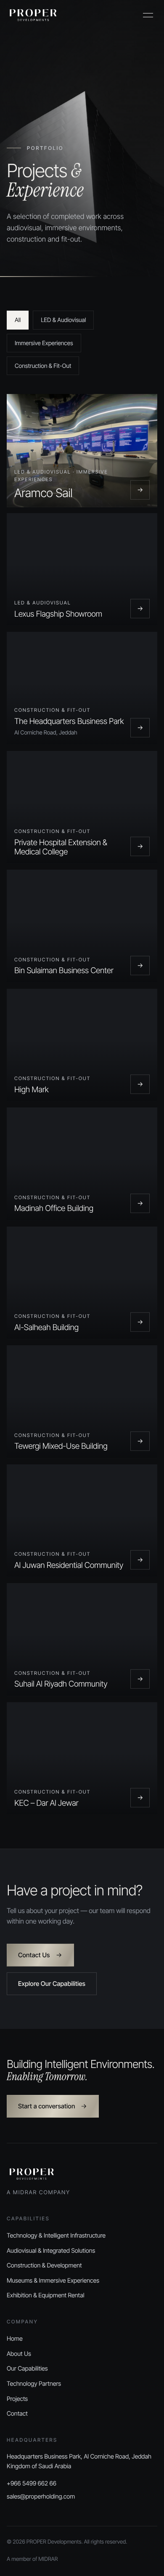 PROPER
DEVELOPMENTS
PORTFOLIO
Projects &
Experience
A selection of completed work across
audiovisual, immersive environments,
construction and fit-out.
All
LED & Audiovisual
Immersive Experiences
Construction & Fit-Out
LED & AUDIOVISUAL · IMMERSIVE
EXPERIENCES
Aramco Sail
LED & AUDIOVISUAL
Lexus Flagship Showroom
CONSTRUCTION & FIT-OUT
The Headquarters Business Park
Al Corniche Road, Jeddah
CONSTRUCTION & FIT-OUT
Private Hospital Extension &
Medical College
CONSTRUCTION & FIT-OUT
Bin Sulaiman Business Center
CONSTRUCTION & FIT-OUT
High Mark
CONSTRUCTION & FIT-OUT
Madinah Office Building
CONSTRUCTION & FIT-OUT
Al-Salheah Building
CONSTRUCTION & FIT-OUT
Tewergi Mixed-Use Building
CONSTRUCTION & FIT-OUT
Al Juwan Residential Community
CONSTRUCTION & FIT-OUT
Suhail Al Riyadh Community
CONSTRUCTION & FIT-OUT
KEC – Dar Al Jewar
Have a project in mind?
Tell us about your project — our team will respond
within one working day.
Contact Us →
Explore Our Capabilities
Building Intelligent Environments.
Enabling Tomorrow.
Start a conversation →
PROPER
DEVELOPMENTS
A MIDRAR COMPANY
CAPABILITIES
Technology & Intelligent Infrastructure
Audiovisual & Integrated Solutions
Construction & Development
Museums & Immersive Experiences
Exhibition & Equipment Rental
COMPANY
Home
About Us
Our Capabilities
Technology Partners
Projects
Contact
HEADQUARTERS
Headquarters Business Park, Al Corniche Road, Jeddah
Kingdom of Saudi Arabia
+966 5499 662 66
sales@properholding.com
© 2026 PROPER Developments. All rights reserved.
A member of MIDRAR